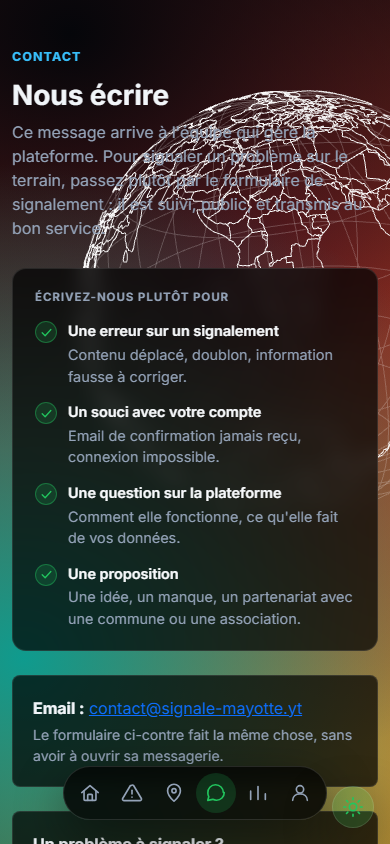 CONTACT
Nous écrire
Ce message arrive à l'équipe qui gère la
plateforme. Pour signaler un problème sur le
terrain, passez plutôt par le formulaire de
signalement : il est suivi, public, et transmis au
bon service.
ÉCRIVEZ-NOUS PLUTÔT POUR
Une erreur sur un signalement
Contenu déplacé, doublon, information
fausse à corriger.
Un souci avec votre compte
Email de confirmation jamais reçu,
connexion impossible.
Une question sur la plateforme
Comment elle fonctionne, ce qu'elle fait
de vos données.
Une proposition
Une idée, un manque, un partenariat avec
une commune ou une association.
Email : contact@signale-mayotte.yt
Le formulaire ci-contre fait la même chose, sans
avoir à ouvrir sa messagerie.
Un problème à signaler ?